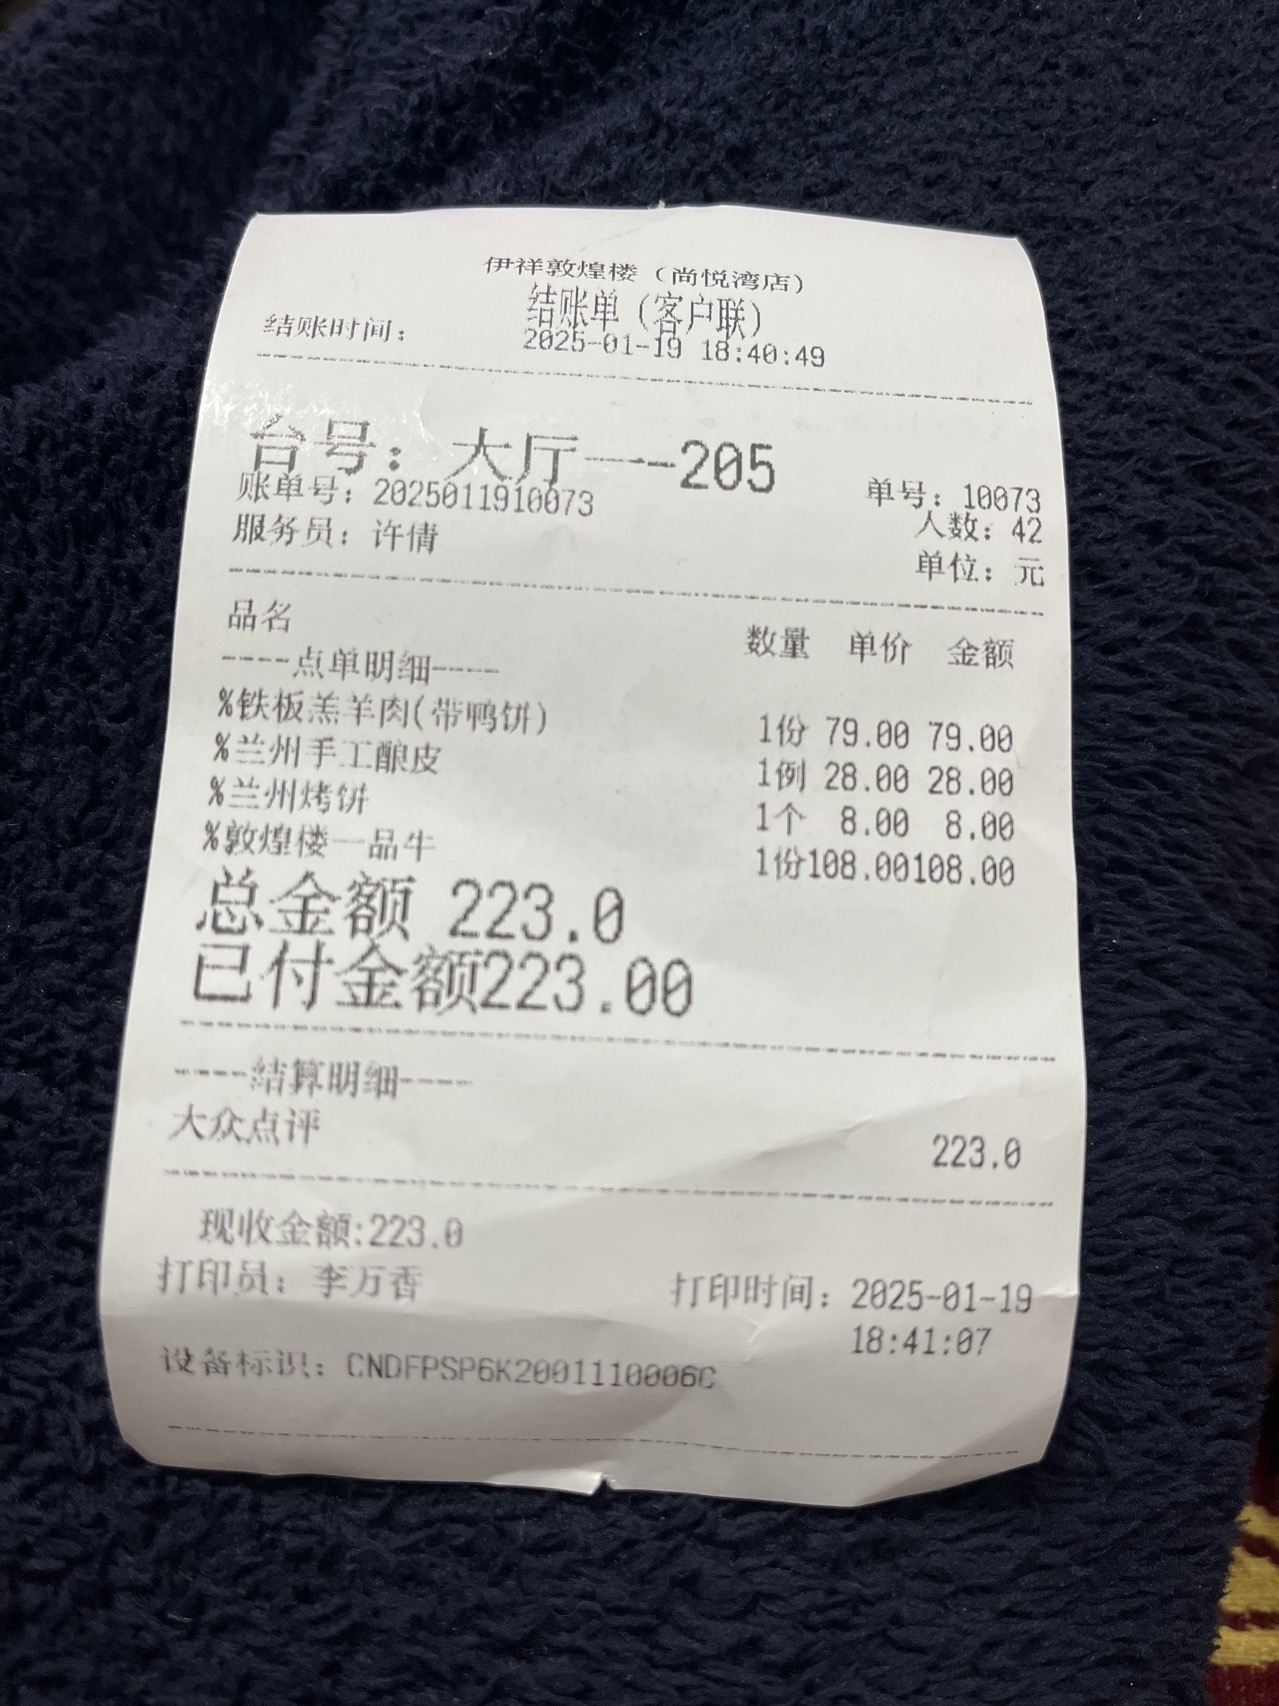 伊祥敦煌楼（尚悦湾店）
结账单（客户联）
结账时间： 2025-01-19 18:40:49
台号：大厅一-205
账单号：2025011910073 单号：10073
服务员：许倩 人数：42
单位：元
品名 数量 单价 金额
----点单明细----
%铁板羔羊肉(带鸭饼) 1份 79.00 79.00
%兰州手工酿皮 1例 28.00 28.00
%兰州烤饼 1个 8.00 8.00
%敦煌楼一品牛 1份108.00108.00
总金额 223.0
已付金额223.00
----结算明细----
大众点评 223.0
现收金额:223.0
打印员：李万香 打印时间：2025-01-19
18:41:07
设备标识：CNDFPSP6K2001110006C